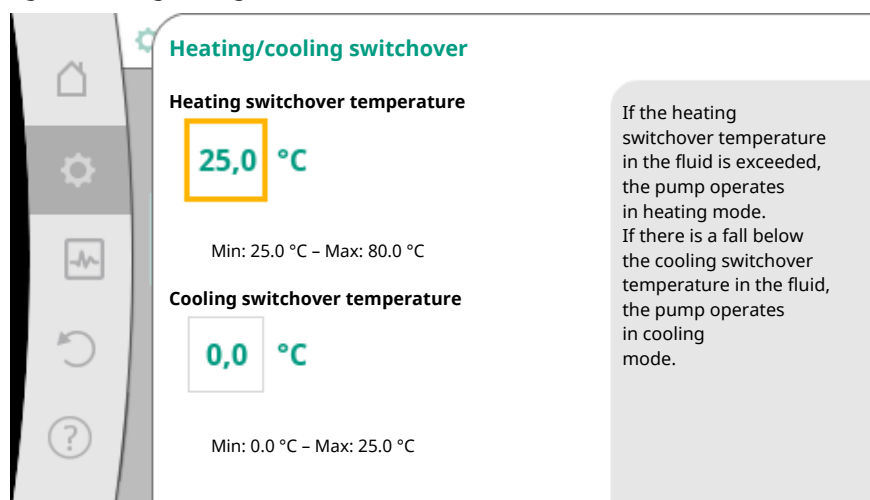 Heating/cooling switchover
Heating switchover temperature
25,0 °C
Min: 25.0 °C – Max: 80.0 °C
Cooling switchover temperature
0,0 °C
Min: 0.0 °C – Max: 25.0 °C
If the heating
switchover temperature
in the fluid is exceeded,
the pump operates
in heating mode.
If there is a fall below
the cooling switchover
temperature in the fluid,
the pump operates
in cooling
mode.
?